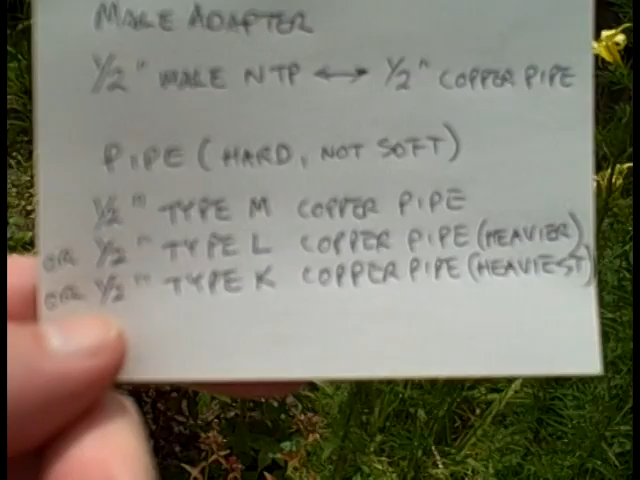 MALE ADAPTER
1/2" MALE NTP ↔ 1/2" COPPER PIPE
PIPE (HARD, NOT SOFT)
1/2" TYPE M COPPER PIPE
OR 1/2" TYPE L COPPER PIPE (HEAVIER)
OR 1/2" TYPE K COPPER PIPE (HEAVIEST)